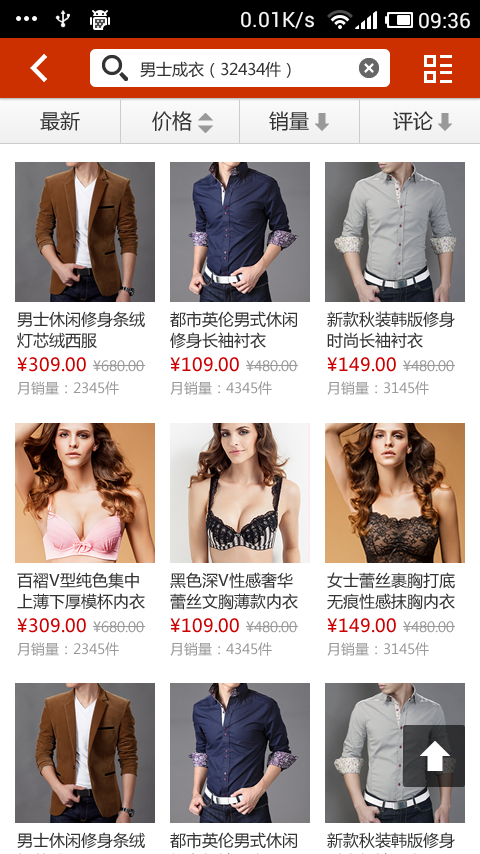 0.01K/s 09:36
男士成衣（32434件）
最新 价格 销量 评论
男士休闲修身条绒
灯芯绒西服
¥309.00 ¥680.00
月销量：2345件
都市英伦男式休闲
修身长袖衬衣
¥109.00 ¥480.00
月销量：4345件
新款秋装韩版修身
时尚长袖衬衣
¥149.00 ¥480.00
月销量：3145件
百褶V型纯色集中
上薄下厚模杯内衣
¥309.00 ¥680.00
月销量：2345件
黑色深V性感奢华
蕾丝文胸薄款内衣
¥109.00 ¥480.00
月销量：4345件
女士蕾丝裹胸打底
无痕性感抹胸内衣
¥149.00 ¥480.00
月销量：3145件
男士休闲修身条绒
都市英伦男式休闲
新款秋装韩版修身